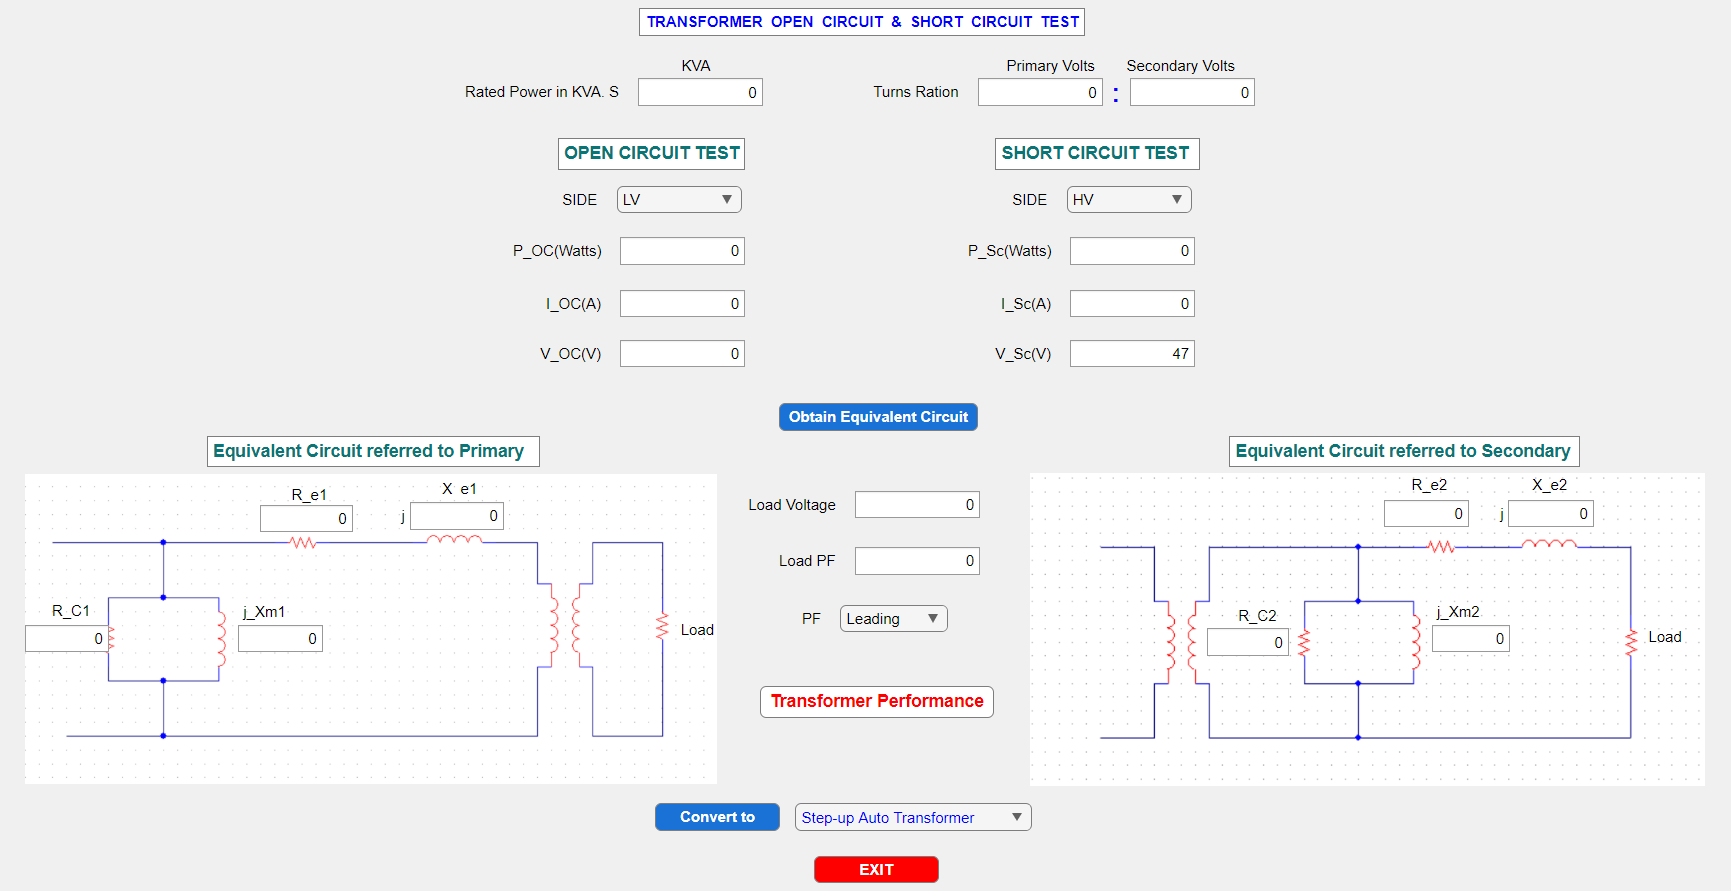 TRANSFORMER OPEN CIRCUIT & SHORT CIRCUIT TEST
KVA
Primary Volts Secondary Volts
Rated Power in KVA. S 0
Turns Ration 0 : 0
OPEN CIRCUIT TEST
SIDE LV
P_OC(Watts) 0
I_OC(A) 0
V_OC(V) 0
SHORT CIRCUIT TEST
SIDE HV
P_Sc(Watts) 0
I_Sc(A) 0
V_Sc(V) 47
Obtain Equivalent Circuit
Equivalent Circuit referred to Primary
R_e1
X_e1
0
j 0
R_C1
0
j_Xm1
0
Load
Load Voltage 0
Load PF 0
PF Leading
Transformer Performance
Equivalent Circuit referred to Secondary
R_e2
X_e2
0
j 0
R_C2
0
j_Xm2
0
Load
Convert to Step-up Auto Transformer
EXIT